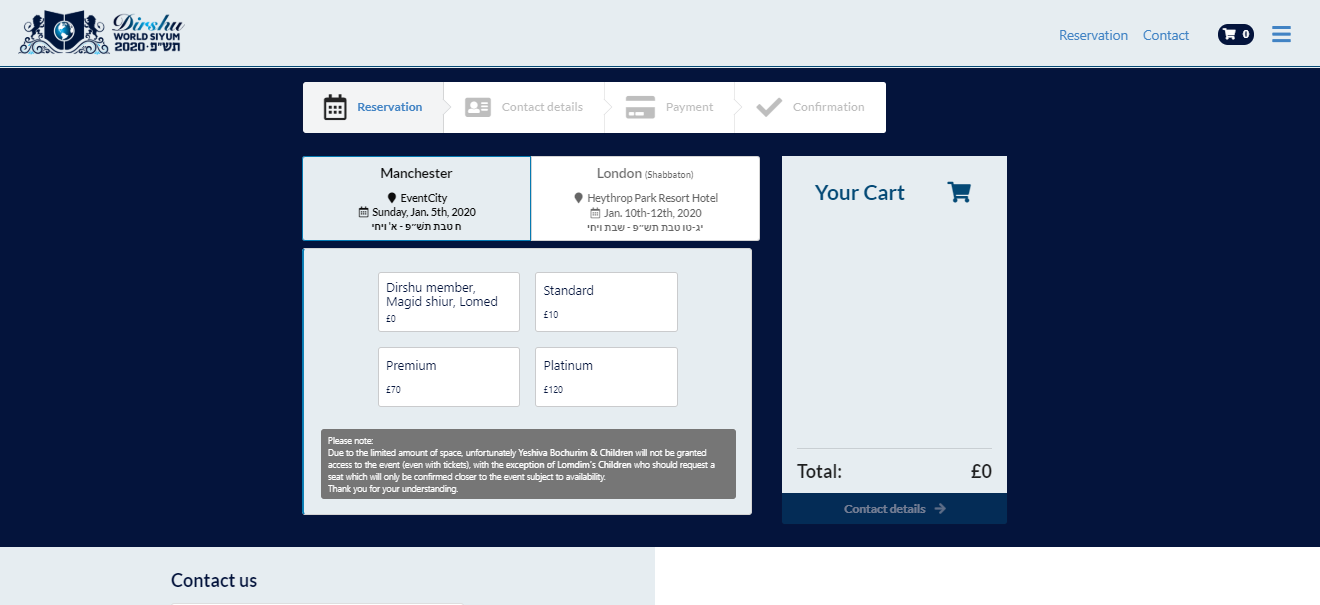 Dirshu
WORLD SIYUM
2020 · תש״פ
Reservation
Contact
0
Reservation
Contact details
Payment
Confirmation
Manchester
EventCity
Sunday, Jan. 5th, 2020
ח טבת תש״פ - א' ויחי
London (Shabbaton)
Heythrop Park Resort Hotel
Jan. 10th-12th, 2020
יג-טו טבת תש״פ - שבת ויחי
Your Cart
Dirshu member,
Magid shiur, Lomed
£0
Standard
£10
Premium
£70
Platinum
£120
Please note:
Due to the limited amount of space, unfortunately Yeshiva Bochurim & Children will not be granted
access to the event (even with tickets), with the exception of Lomdim's Children who should request a
seat which will only be confirmed closer to the event subject to availability.
Thank you for your understanding.
Total:
£0
Contact details
Contact us